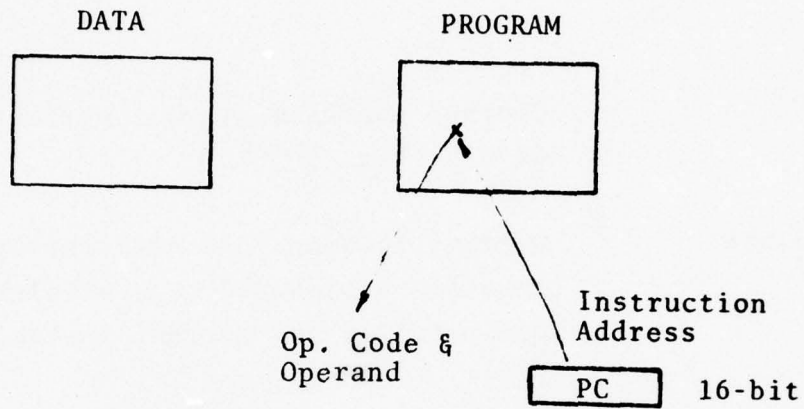 DATA
PROGRAM
Instruction
Address
Op. Code &
Operand
PC
16-bit